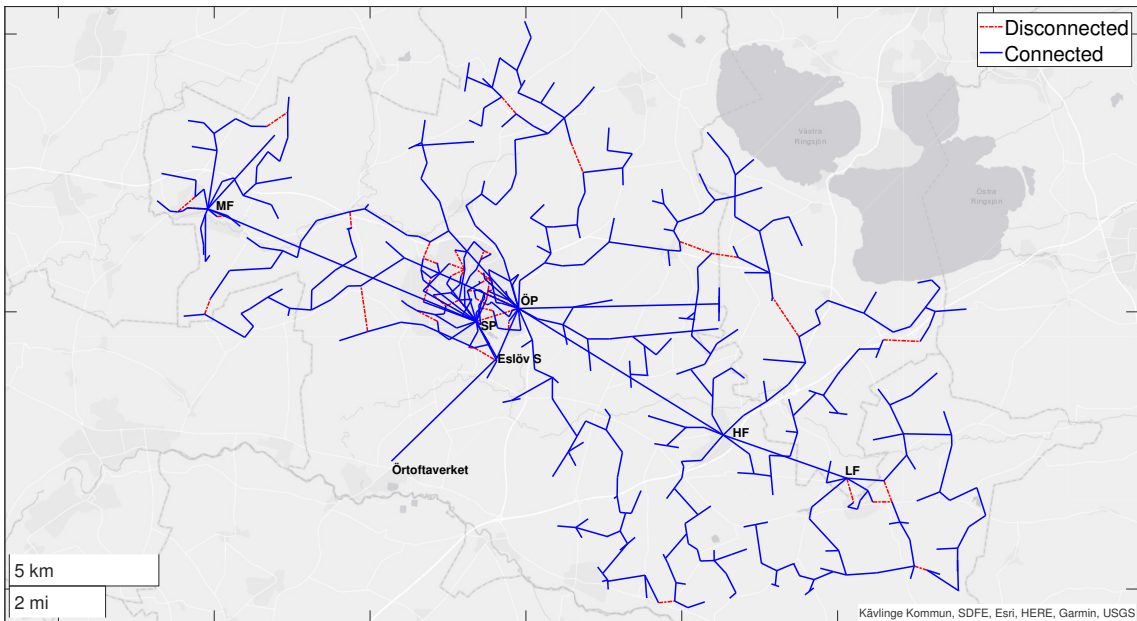 Disconnected
Connected
Västra
Ringsjön
Östra
Ringsjön
MF
ÖP
SP
Eslöv S
HF
Örtoftaverket
LF
5 km
2 mi
Kävlinge Kommun, SDFE, Esri, HERE, Garmin, USGS